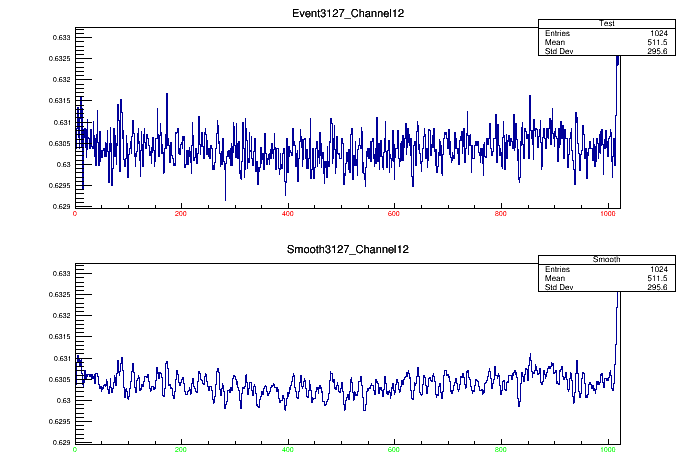 Event3127_Channel12
Test
Entries 1024
Mean 511.5
Std Dev 295.6
0.633
0.6325
0.632
0.6315
0.631
0.6305
0.63
0.6295
0.629
0 200 400 600 800 1000
Smooth3127_Channel12
Smooth
Entries 1024
Mean 511.5
Std Dev 295.6
0.633
0.6325
0.632
0.6315
0.631
0.6305
0.63
0.6295
0.629
0 200 400 600 800 1000